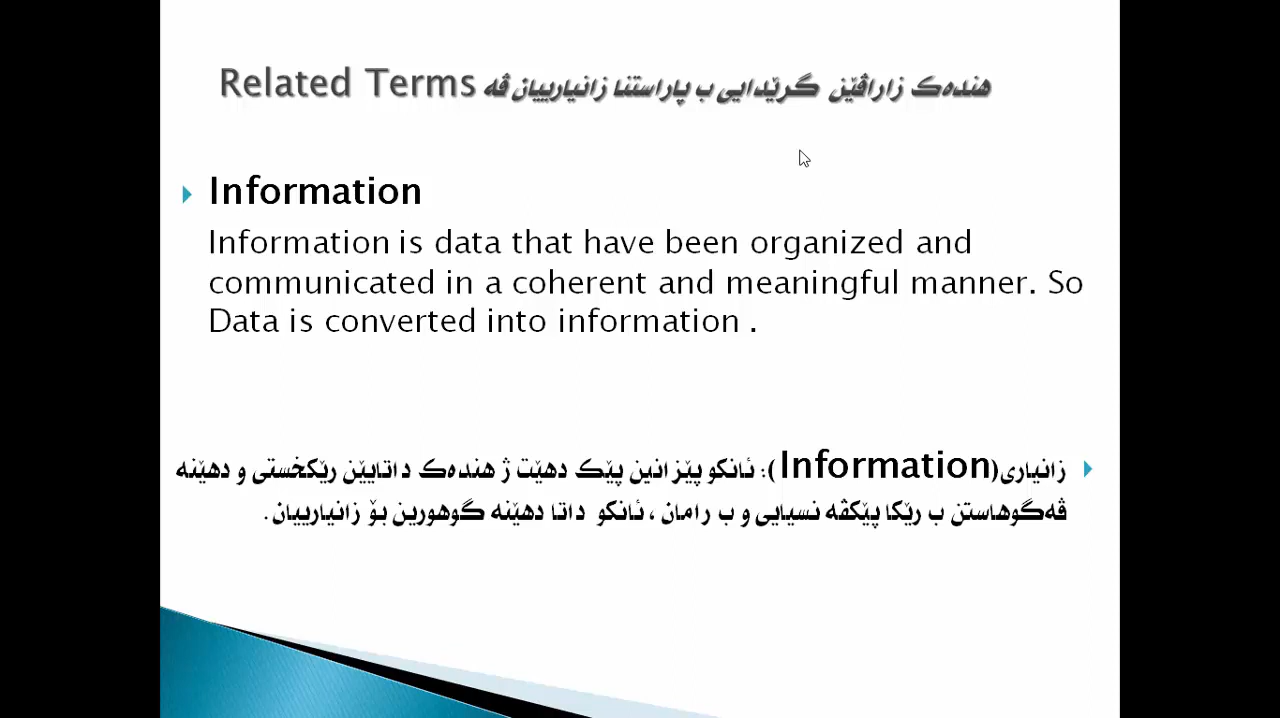 هندەک زاراڤێن گرێدایی ب پاراستنا زانیارییان ڤە Related Terms
Information
Information is data that have been organized and
communicated in a coherent and meaningful manner. So
Data is converted into information .
زانیاری(Information): ئانکو پێزانین پێک دهێت ژ هندەک داتایێن رێکخستی و دهێنە
ڤەگوهاستن ب رێکا پێکڤە نسیایی و ب رامان ، ئانکو داتا دهێنە گوهورین بۆ زانیارییان.